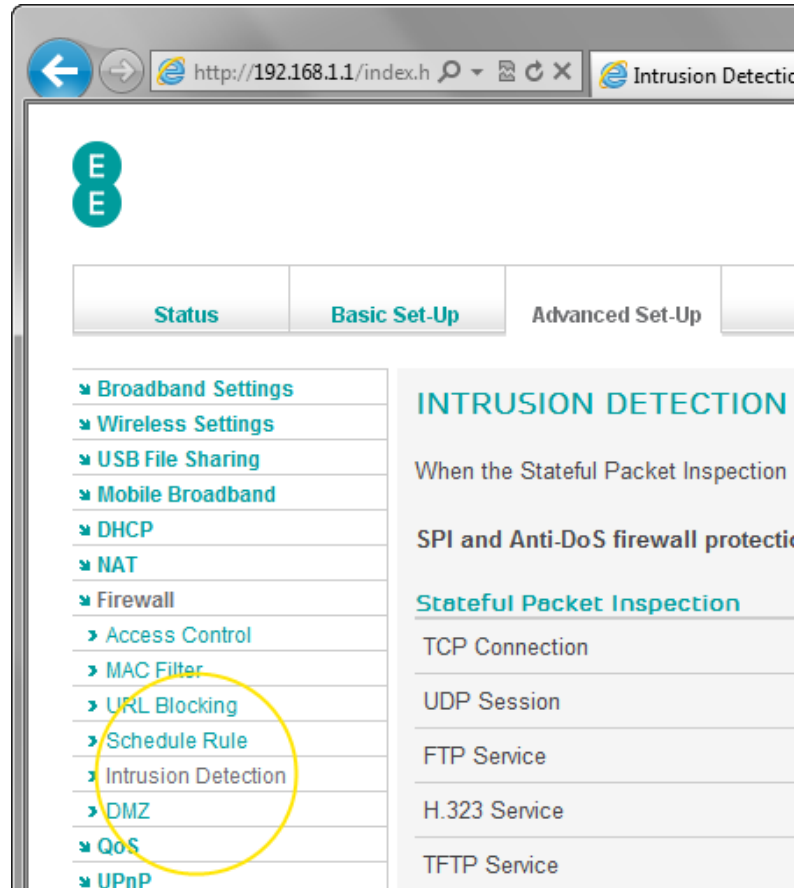 http://192.168.1.1/index.h
Intrusion Detectio
E
E
Status
Basic Set-Up
Advanced Set-Up
Broadband Settings
Wireless Settings
USB File Sharing
Mobile Broadband
DHCP
NAT
Firewall
Access Control
MAC Filter
URL Blocking
Schedule Rule
Intrusion Detection
DMZ
QoS
UPnP
INTRUSION DETECTION
When the Stateful Packet Inspection
SPI and Anti-DoS firewall protectio
Stateful Packet Inspection
TCP Connection
UDP Session
FTP Service
H.323 Service
TFTP Service